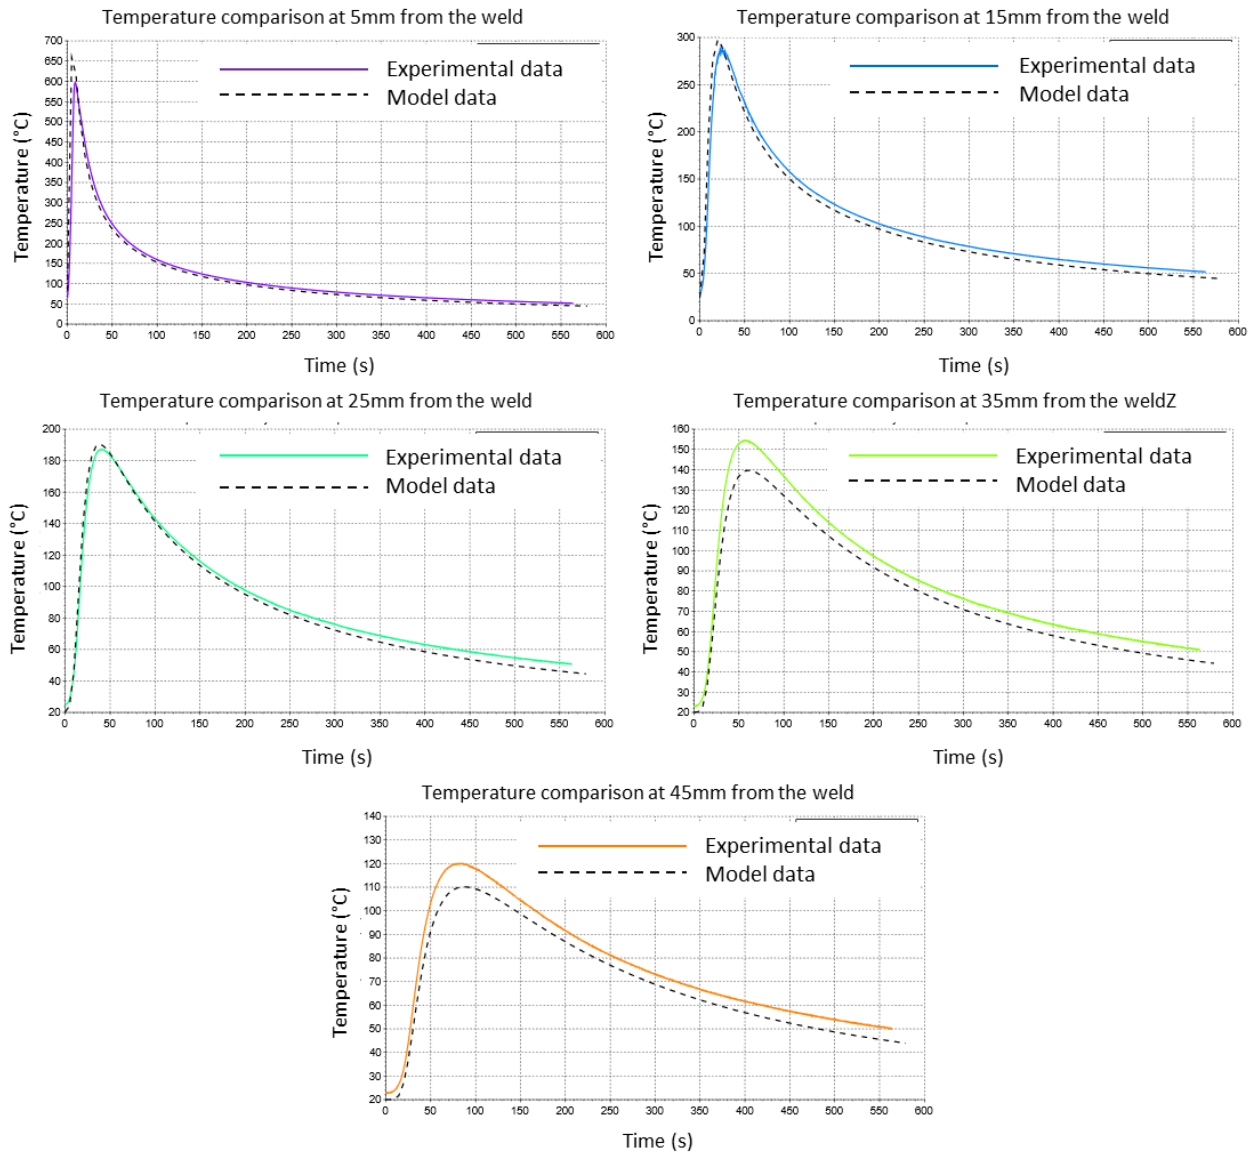 Temperature comparison at 5mm from the weld
700
650
600
550
500
450
400
350
300
250
200
150
100
50
0
0 50 100 150 200 250 300 350 400 450 500 550 600
Temperature (°C)
Time (s)
Experimental data
Model data
Temperature comparison at 15mm from the weld
300
250
200
150
100
50
0
0 50 100 150 200 250 300 350 400 450 500 550 600
Temperature (°C)
Time (s)
Experimental data
Model data
Temperature comparison at 25mm from the weld
200
180
160
140
120
100
80
60
40
20
0 50 100 150 200 250 300 350 400 450 500 550 600
Temperature (°C)
Time (s)
Experimental data
Model data
Temperature comparison at 35mm from the weldZ
160
150
140
130
120
110
100
90
80
70
60
50
40
30
20
0 50 100 150 200 250 300 350 400 450 500 550 600
Temperature (°C)
Time (s)
Experimental data
Model data
Temperature comparison at 45mm from the weld
140
130
120
110
100
90
80
70
60
50
40
30
20
0 50 100 150 200 250 300 350 400 450 500 550 600
Temperature (°C)
Time (s)
Experimental data
Model data